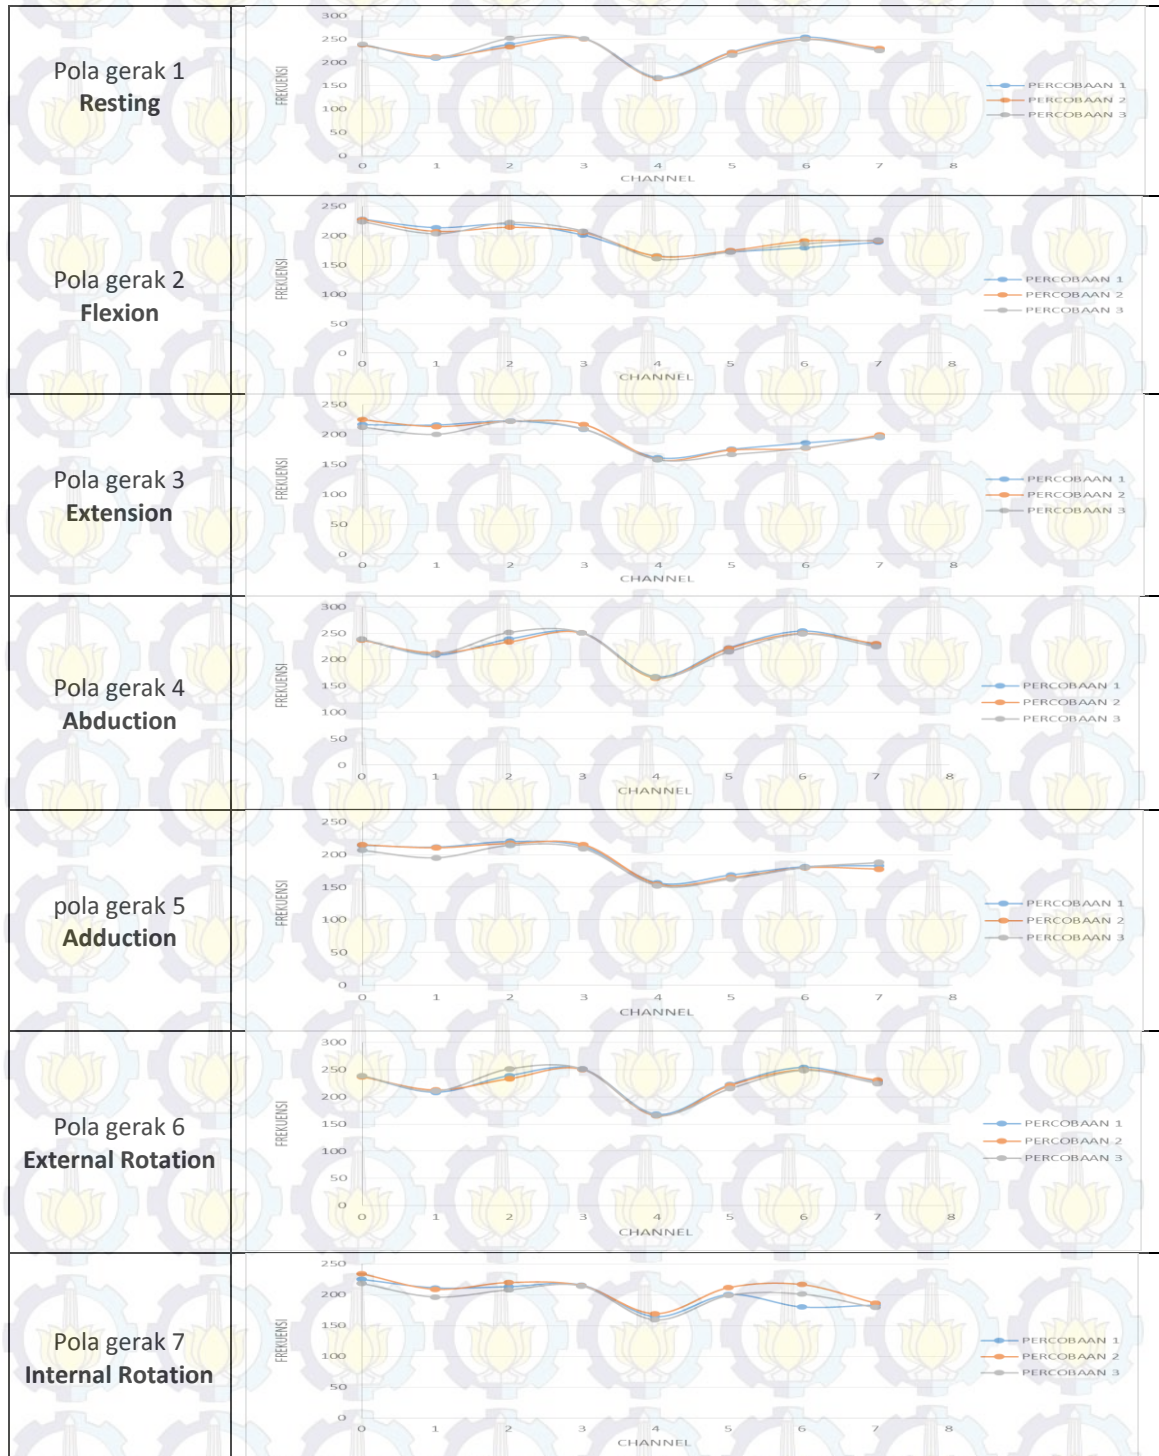 Pola gerak 1
Resting
300
250
200
150
100
50
0
FREKUENSI
0 1 2 3 4 5 6 7 8
CHANNEL
PERCOBAAN 1
PERCOBAAN 2
PERCOBAAN 3
Pola gerak 2
Flexion
250
200
150
100
50
0
FREKUENSI
0 1 2 3 4 5 6 7 8
CHANNEL
PERCOBAAN 1
PERCOBAAN 2
PERCOBAAN 3
Pola gerak 3
Extension
250
200
150
100
50
0
FREKUENSI
0 1 2 3 4 5 6 7 8
CHANNEL
PERCOBAAN 1
PERCOBAAN 2
PERCOBAAN 3
Pola gerak 4
Abduction
300
250
200
150
100
50
0
FREKUENSI
0 1 2 3 4 5 6 7 8
CHANNEL
PERCOBAAN 1
PERCOBAAN 2
PERCOBAAN 3
pola gerak 5
Adduction
250
200
150
100
50
0
FREKUENSI
0 1 2 3 4 5 6 7 8
CHANNEL
PERCOBAAN 1
PERCOBAAN 2
PERCOBAAN 3
Pola gerak 6
External Rotation
300
250
200
150
100
50
0
FREKUENSI
0 1 2 3 4 5 6 7 8
CHANNEL
PERCOBAAN 1
PERCOBAAN 2
PERCOBAAN 3
Pola gerak 7
Internal Rotation
250
200
150
100
50
0
FREKUENSI
0 1 2 3 4 5 6 7 8
CHANNEL
PERCOBAAN 1
PERCOBAAN 2
PERCOBAAN 3